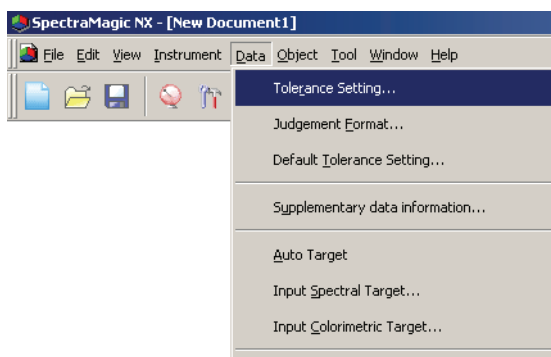 SpectraMagic NX - [New Document1]
File Edit View Instrument Data Object Tool Window Help
Tolerance Setting...
Judgement Format...
Default Tolerance Setting...
Supplementary data information...
Auto Target
Input Spectral Target...
Input Colorimetric Target...